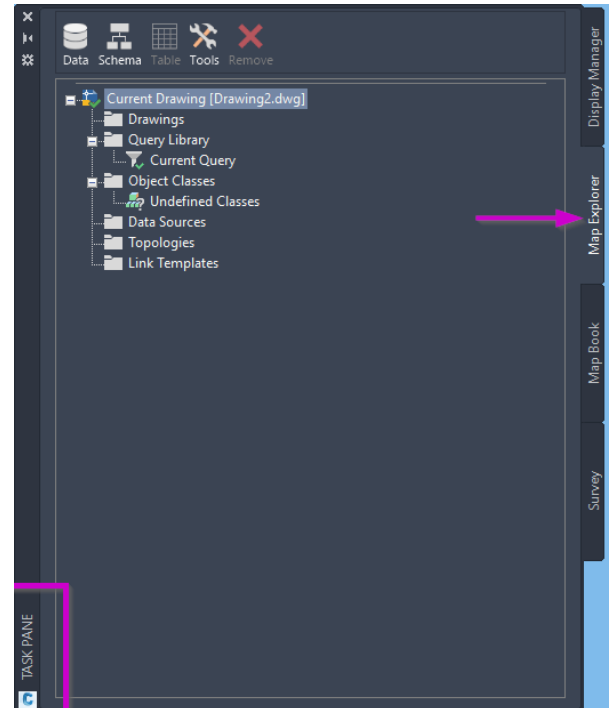 Data Schema Table Tools Remove
Current Drawing [Drawing2.dwg]
Drawings
Query Library
Current Query
Object Classes
Undefined Classes
Data Sources
Topologies
Link Templates
Display Manager
Map Explorer
Map Book
Survey
TASK PANE
C